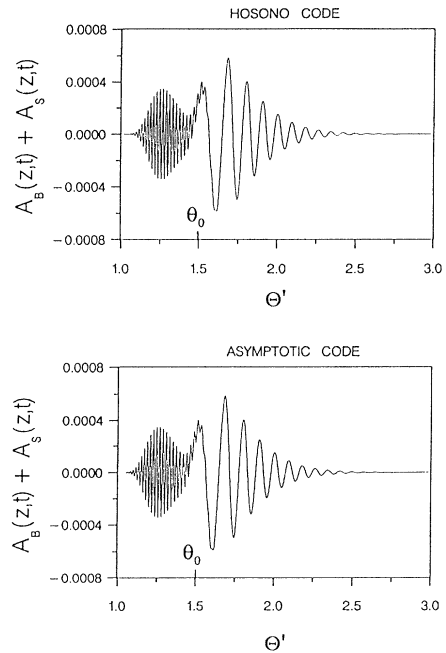 HOSONO CODE
A_B(z,t) + A_S(z,t)
0.0008
0.0004
0.0000
−0.0004
−0.0008
θ₀
1.0 1.5 2.0 2.5 3.0
Θ'
ASYMPTOTIC CODE
A_B(z,t) + A_S(z,t)
0.0008
0.0004
0.0000
−0.0004
−0.0008
θ₀
1.0 1.5 2.0 2.5 3.0
Θ'